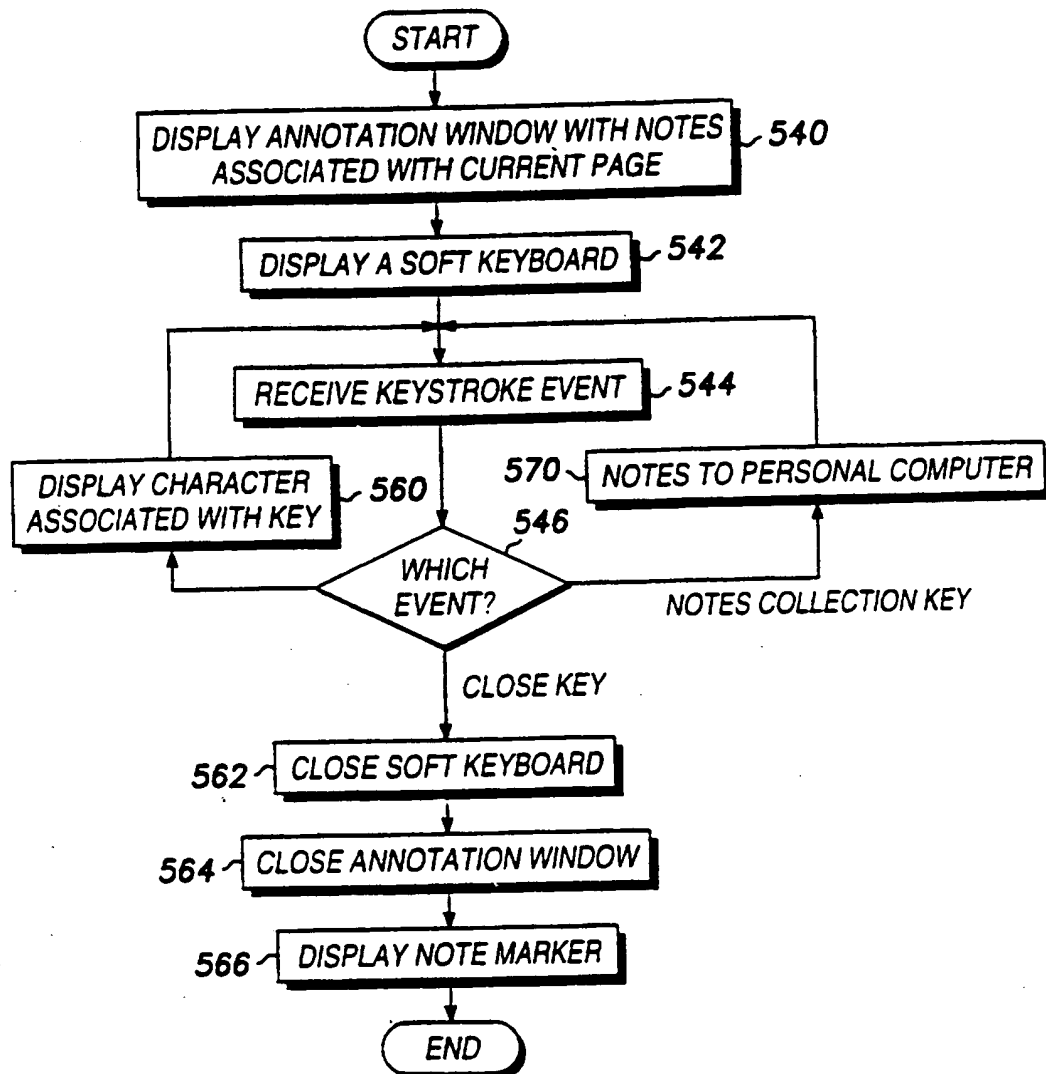 START
DISPLAY ANNOTATION WINDOW WITH NOTES
ASSOCIATED WITH CURRENT PAGE
540
DISPLAY A SOFT KEYBOARD
542
RECEIVE KEYSTROKE EVENT
544
DISPLAY CHARACTER
ASSOCIATED WITH KEY
560
570
NOTES TO PERSONAL COMPUTER
546
WHICH
EVENT?
NOTES COLLECTION KEY
CLOSE KEY
562
CLOSE SOFT KEYBOARD
564
CLOSE ANNOTATION WINDOW
566
DISPLAY NOTE MARKER
END